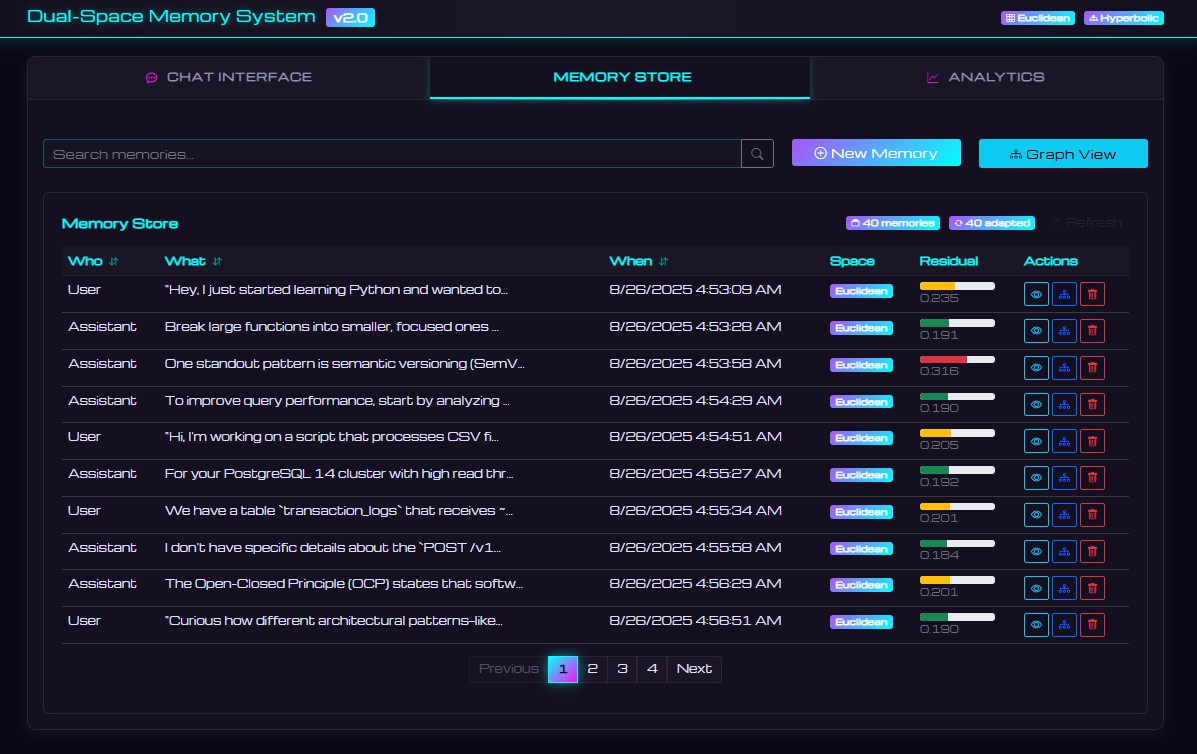 Dual-Space Memory System v2.0 Euclidean Hyperbolic
CHAT INTERFACE MEMORY STORE ANALYTICS
Search memories... New Memory Graph View
Memory Store 40 memories 40 adapted Refresh
Who What When Space Residual Actions
User "Hey, I just started learning Python and wanted to... 8/26/2025 4:53:09 AM Euclidean 0.235
Assistant Break large functions into smaller, focused ones ... 8/26/2025 4:53:28 AM Euclidean 0.191
Assistant One standout pattern is semantic versioning (SemV... 8/26/2025 4:53:58 AM Euclidean 0.316
Assistant To improve query performance, start by analyzing ... 8/26/2025 4:54:29 AM Euclidean 0.190
User "Hi, I'm working on a script that processes CSV fi... 8/26/2025 4:54:51 AM Euclidean 0.205
Assistant For your PostgreSQL 14 cluster with high read thr... 8/26/2025 4:55:27 AM Euclidean 0.192
User We have a table `transaction_logs` that receives ~... 8/26/2025 4:55:34 AM Euclidean 0.201
Assistant I don't have specific details about the `POST /v1... 8/26/2025 4:55:58 AM Euclidean 0.184
Assistant The Open-Closed Principle (OCP) states that softw... 8/26/2025 4:56:29 AM Euclidean 0.201
User "Curious how different architectural patterns-like... 8/26/2025 4:56:51 AM Euclidean 0.190
Previous 1 2 3 4 Next